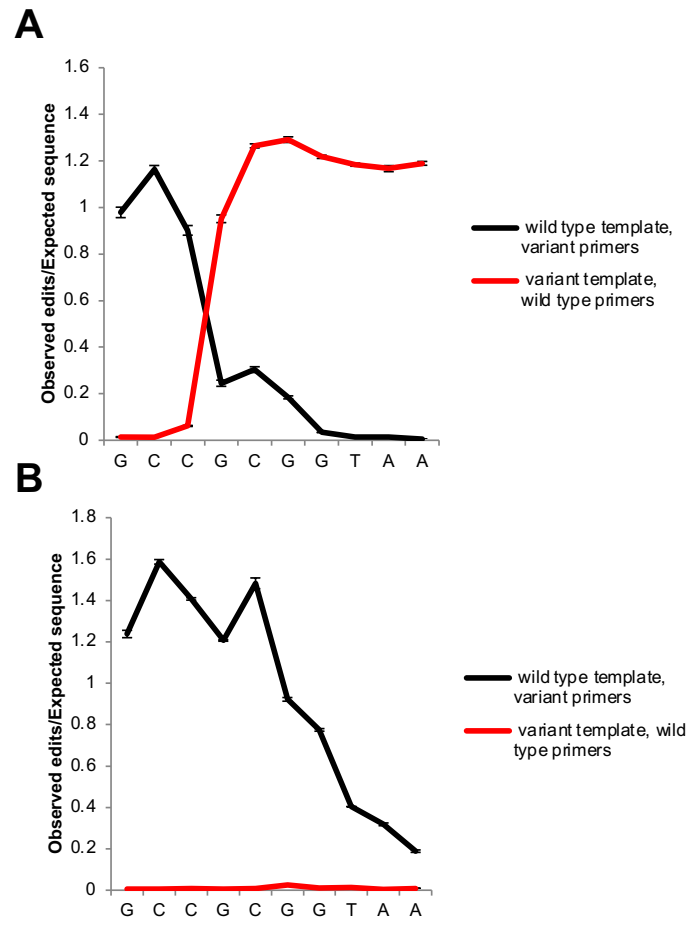 A
1.6
1.4
1.2
1
0.8
0.6
0.4
0.2
0
Observed edits/Expected sequence
G C C G C G G T A A
wild type template,
variant primers
variant template,
wild type primers
B
1.8
1.6
1.4
1.2
1
0.8
0.6
0.4
0.2
0
Observed edits/Expected sequence
G C C G C G G T A A
wild type template,
variant primers
variant template, wild
type primers